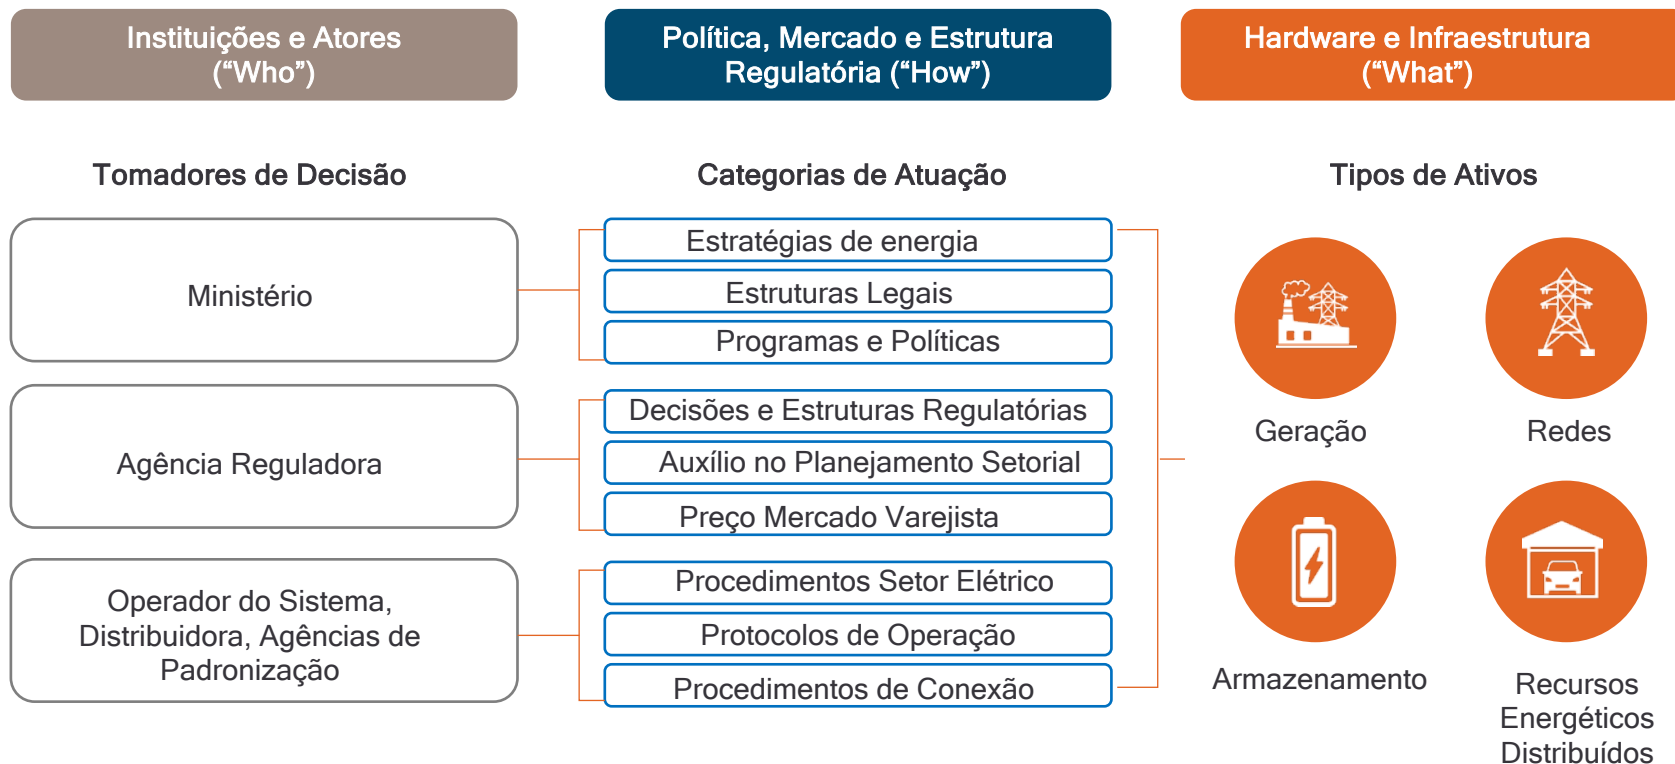 Instituições e Atores
(“Who”)
Política, Mercado e Estrutura
Regulatória (“How”)
Hardware e Infraestrutura
(“What”)
Tomadores de Decisão
Categorias de Atuação
Tipos de Ativos
Ministério
Estratégias de energia
Estruturas Legais
Programas e Políticas
Agência Reguladora
Decisões e Estruturas Regulatórias
Auxílio no Planejamento Setorial
Preço Mercado Varejista
Operador do Sistema,
Distribuidora, Agências de
Padronização
Procedimentos Setor Elétrico
Protocolos de Operação
Procedimentos de Conexão
Geração
Redes
Armazenamento
Recursos
Energéticos
Distribuídos